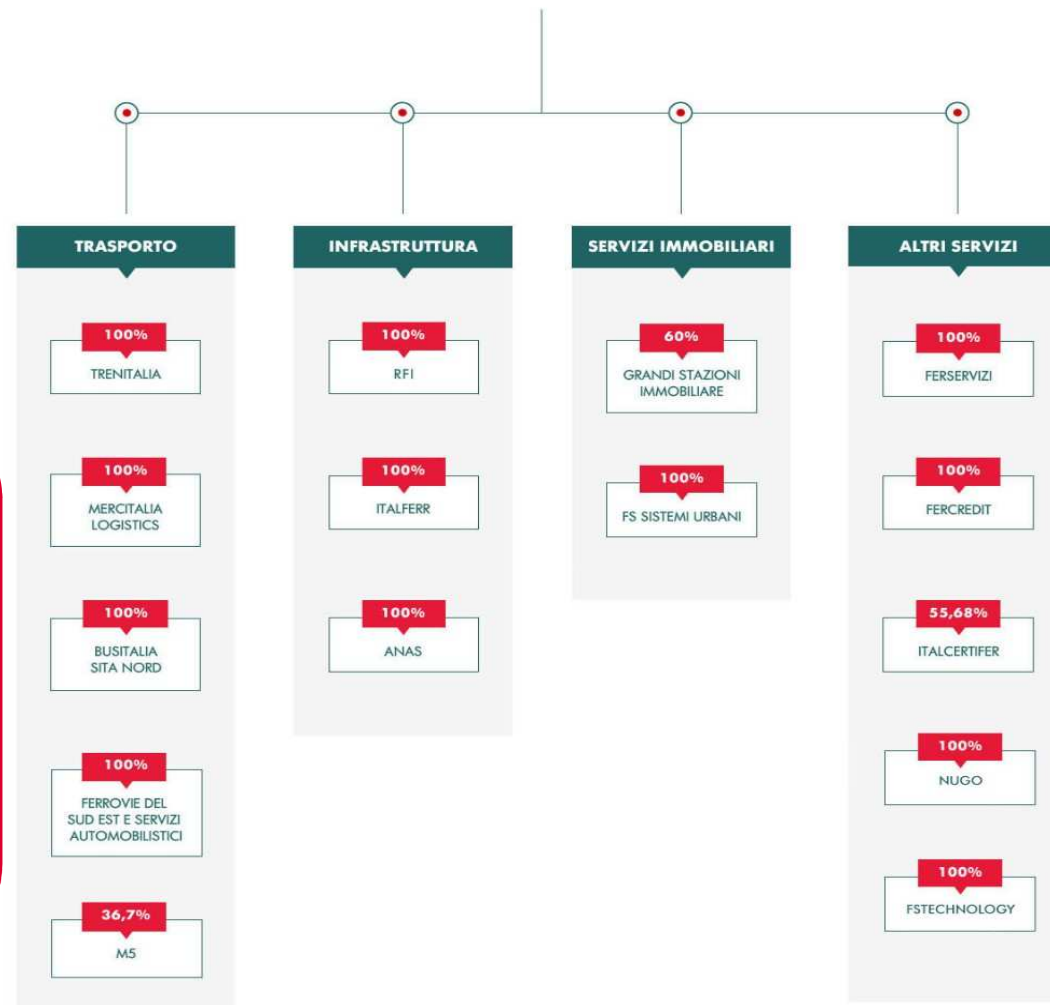 TRASPORTO
100%
TRENITALIA
100%
MERCITALIA
LOGISTICS
100%
BUSITALIA
SITA NORD
100%
FERROVIE DEL
SUD EST E SERVIZI
AUTOMOBILISTICI
36,7%
M5
INFRASTRUTTURA
100%
RFI
100%
ITALFERR
100%
ANAS
SERVIZI IMMOBILIARI
60%
GRANDI STAZIONI
IMMOBILIARE
100%
FS SISTEMI URBANI
ALTRI SERVIZI
100%
FERSERVIZI
100%
FERCREDIT
55,68%
ITALCERTIFER
100%
NUGO
100%
FSTECHNOLOGY